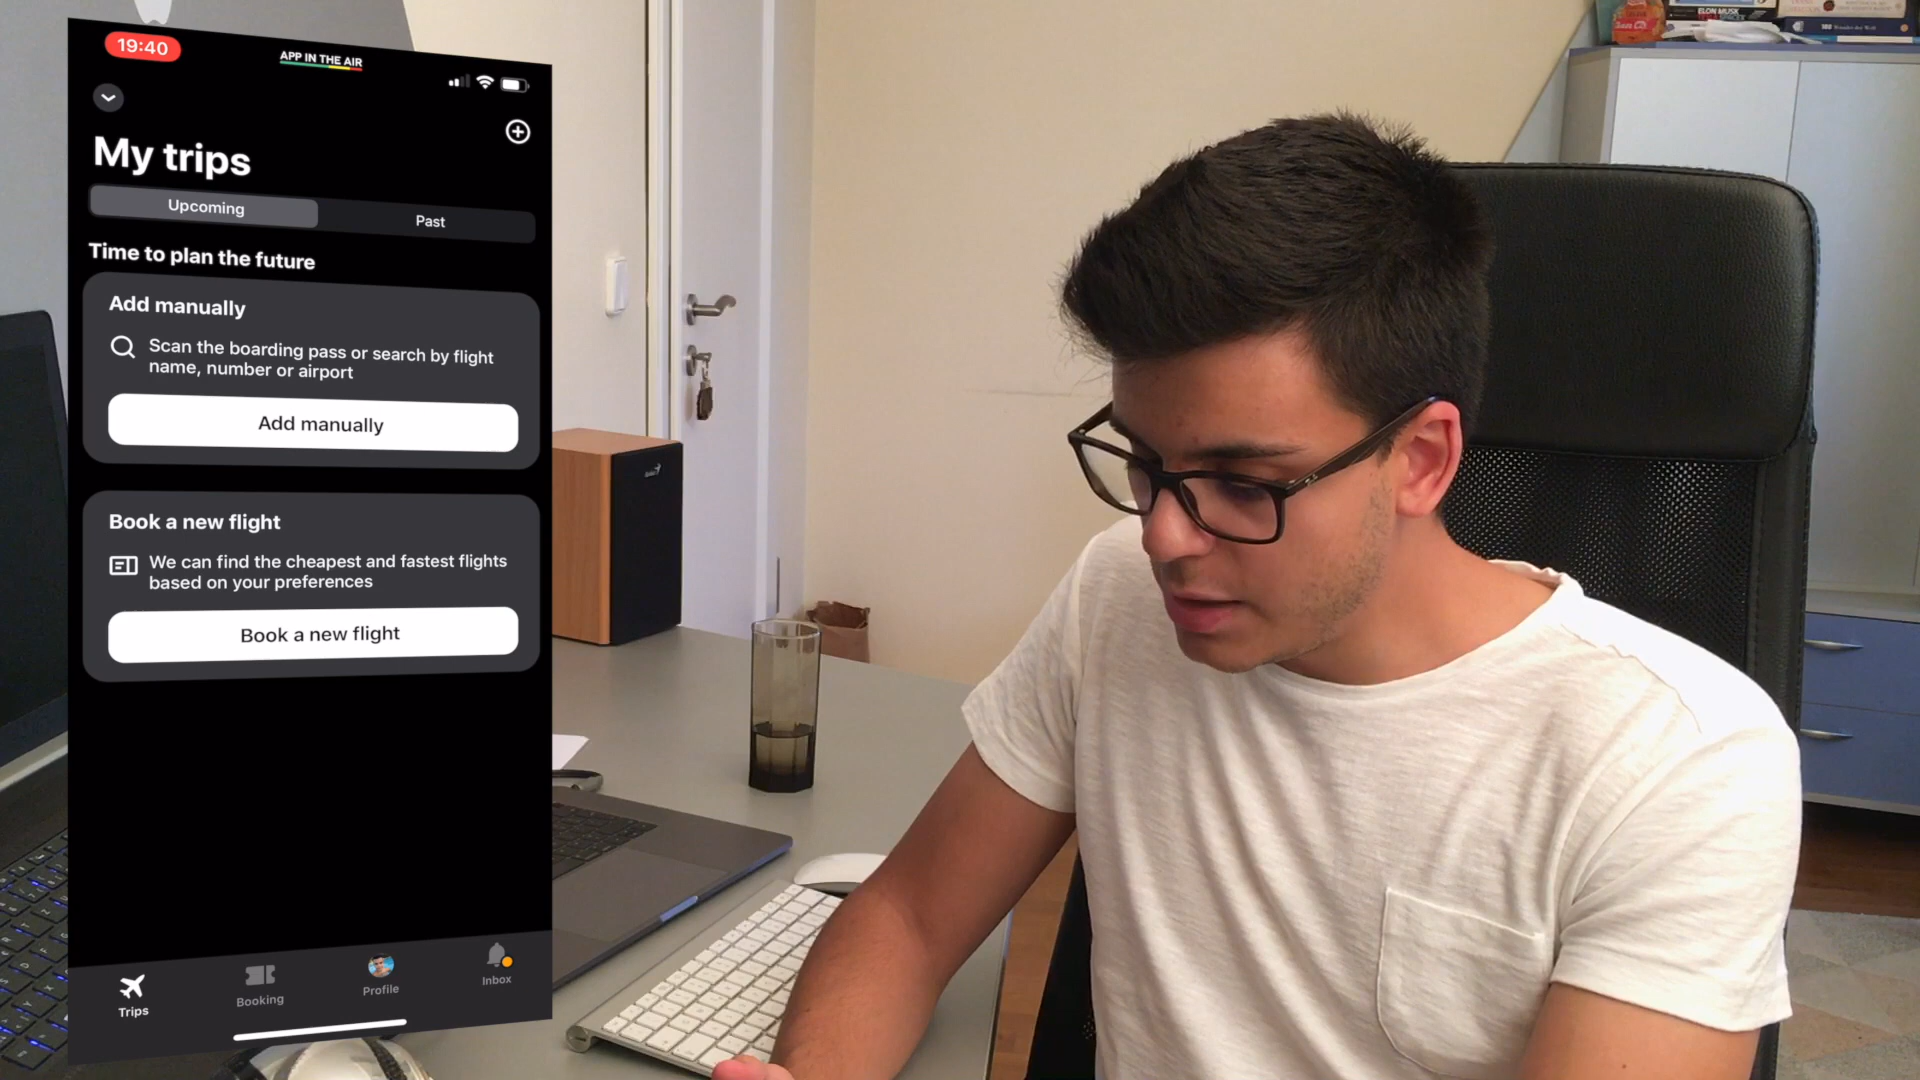 19:40
APP IN THE AIR
My trips
Upcoming
Past
Time to plan the future
Add manually
Scan the boarding pass or search by flight
name, number or airport
Add manually
Book a new flight
We can find the cheapest and fastest flights
based on your preferences
Book a new flight
Trips
Booking
Profile
Inbox
ELON MUSK